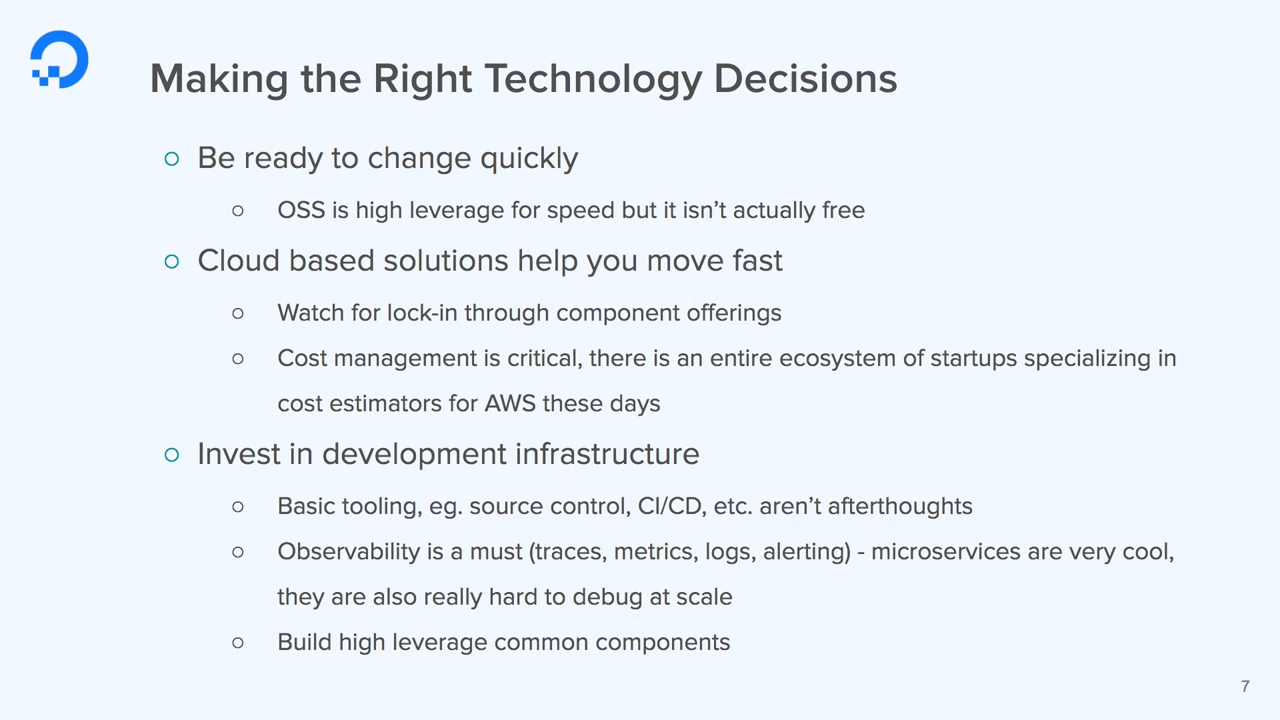 Making the Right Technology Decisions
○ Be ready to change quickly
○ OSS is high leverage for speed but it isn’t actually free
○ Cloud based solutions help you move fast
○ Watch for lock-in through component offerings
○ Cost management is critical, there is an entire ecosystem of startups specializing in
cost estimators for AWS these days
○ Invest in development infrastructure
○ Basic tooling, eg. source control, CI/CD, etc. aren’t afterthoughts
○ Observability is a must (traces, metrics, logs, alerting) - microservices are very cool,
they are also really hard to debug at scale
○ Build high leverage common components
7